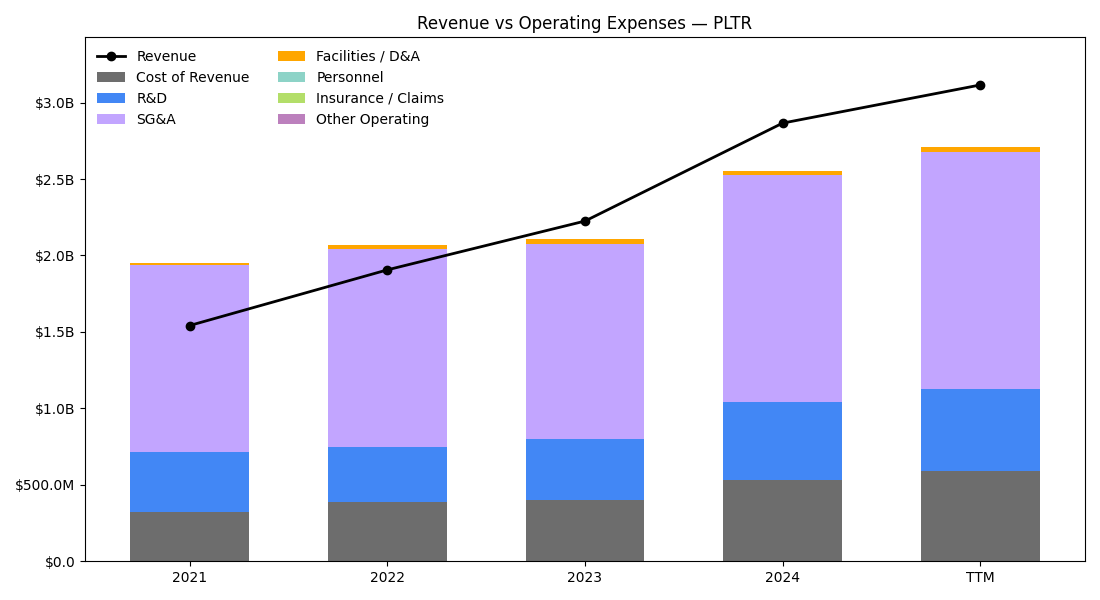 Revenue vs Operating Expenses — PLTR
Revenue
Cost of Revenue
R&D
SG&A
Facilities / D&A
Personnel
Insurance / Claims
Other Operating
$3.0B
$2.5B
$2.0B
$1.5B
$1.0B
$500.0M
$0.0
2021
2022
2023
2024
TTM